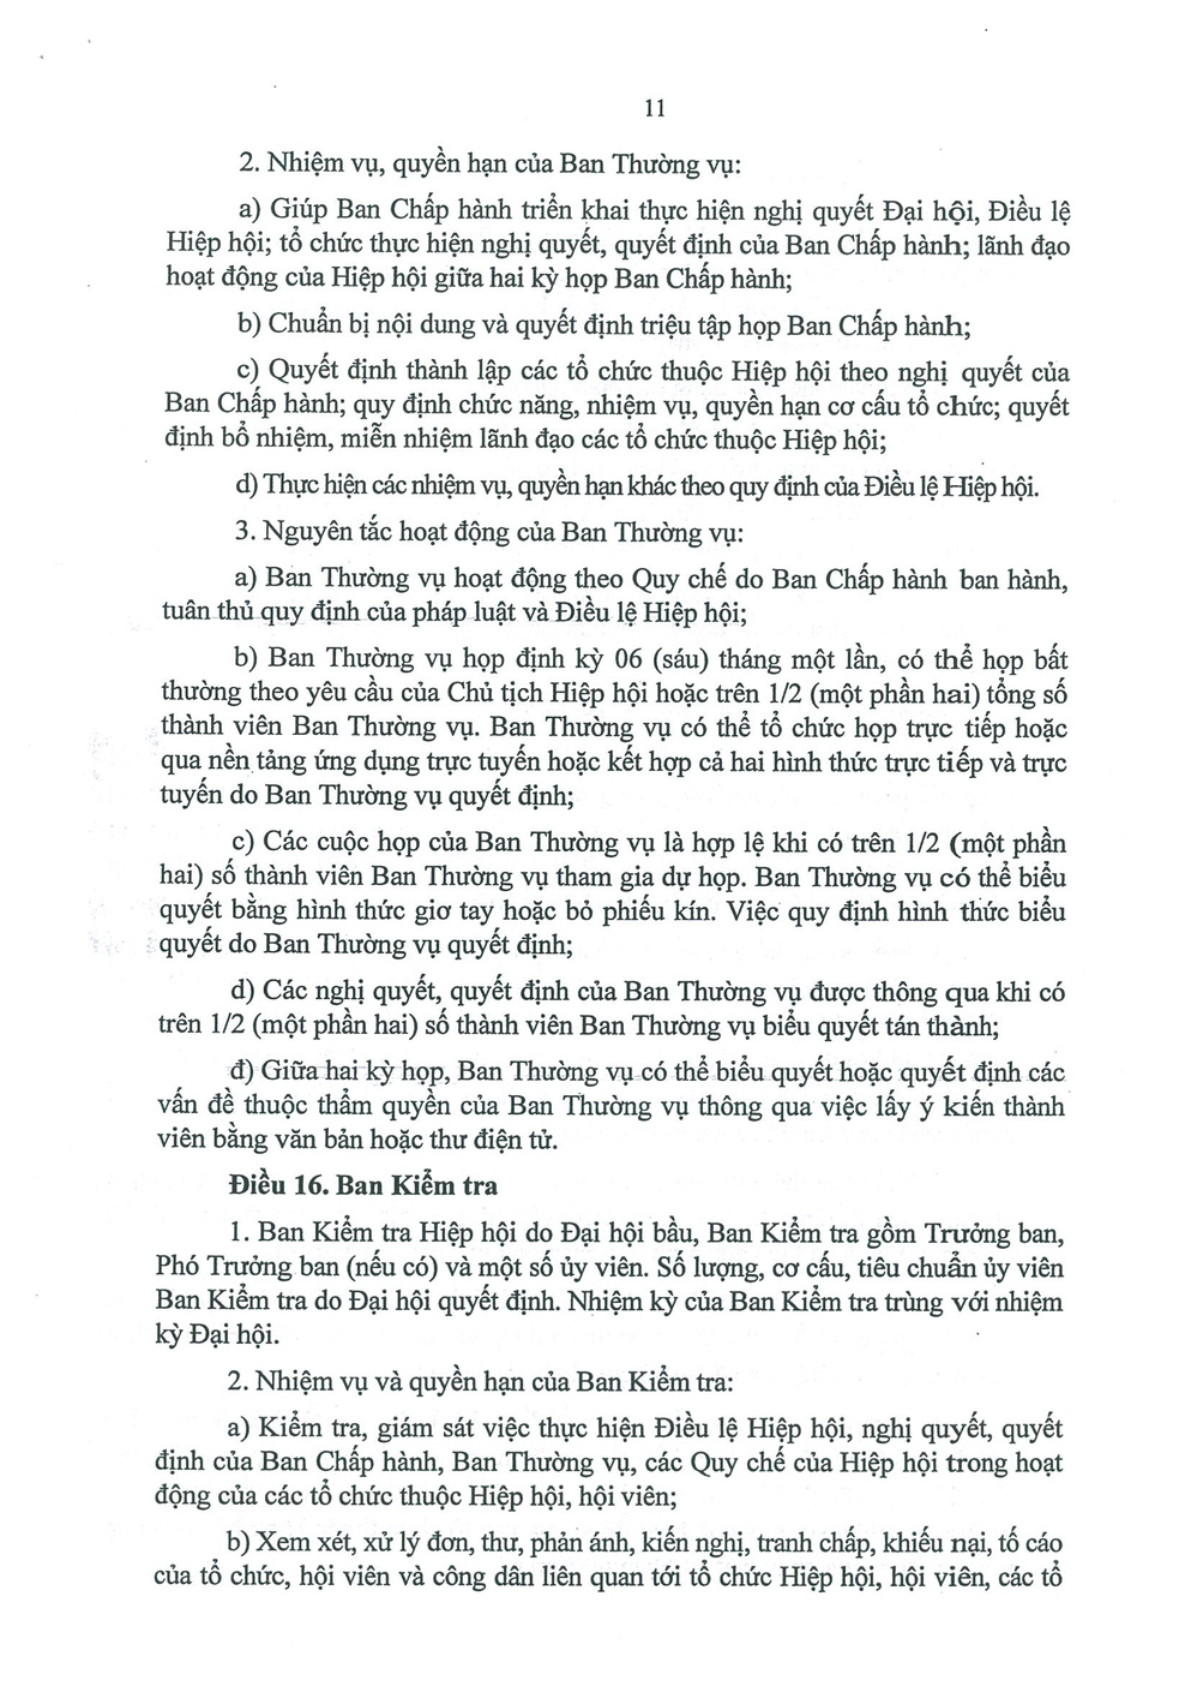 11
2. Nhiệm vụ, quyền hạn của Ban Thường vụ:
a) Giúp Ban Chấp hành triển khai thực hiện nghị quyết Đại hội, Điều lệ
Hiệp hội; tổ chức thực hiện nghị quyết, quyết định của Ban Chấp hành; lãnh đạo
hoạt động của Hiệp hội giữa hai kỳ họp Ban Chấp hành;
b) Chuẩn bị nội dung và quyết định triệu tập họp Ban Chấp hành;
c) Quyết định thành lập các tổ chức thuộc Hiệp hội theo nghị quyết của
Ban Chấp hành; quy định chức năng, nhiệm vụ, quyền hạn cơ cấu tổ chức; quyết
định bổ nhiệm, miễn nhiệm lãnh đạo các tổ chức thuộc Hiệp hội;
d) Thực hiện các nhiệm vụ, quyền hạn khác theo quy định của Điều lệ Hiệp hội.
3. Nguyên tắc hoạt động của Ban Thường vụ:
a) Ban Thường vụ hoạt động theo Quy chế do Ban Chấp hành ban hành,
tuân thủ quy định của pháp luật và Điều lệ Hiệp hội;
b) Ban Thường vụ họp định kỳ 06 (sáu) tháng một lần, có thể họp bất
thường theo yêu cầu của Chủ tịch Hiệp hội hoặc trên 1/2 (một phần hai) tổng số
thành viên Ban Thường vụ. Ban Thường vụ có thể tổ chức họp trực tiếp hoặc
qua nền tảng ứng dụng trực tuyến hoặc kết hợp cả hai hình thức trực tiếp và trực
tuyến do Ban Thường vụ quyết định;
c) Các cuộc họp của Ban Thường vụ là hợp lệ khi có trên 1/2 (một phần
hai) số thành viên Ban Thường vụ tham gia dự họp. Ban Thường vụ có thể biểu
quyết bằng hình thức giơ tay hoặc bỏ phiếu kín. Việc quy định hình thức biểu
quyết do Ban Thường vụ quyết định;
d) Các nghị quyết, quyết định của Ban Thường vụ được thông qua khi có
trên 1/2 (một phần hai) số thành viên Ban Thường vụ biểu quyết tán thành;
đ) Giữa hai kỳ họp, Ban Thường vụ có thể biểu quyết hoặc quyết định các
vấn đề thuộc thẩm quyền của Ban Thường vụ thông qua việc lấy ý kiến thành
viên bằng văn bản hoặc thư điện tử.
Điều 16. Ban Kiểm tra
1. Ban Kiểm tra Hiệp hội do Đại hội bầu, Ban Kiểm tra gồm Trưởng ban,
Phó Trưởng ban (nếu có) và một số ủy viên. Số lượng, cơ cấu, tiêu chuẩn ủy viên
Ban Kiểm tra do Đại hội quyết định. Nhiệm kỳ của Ban Kiểm tra trùng với nhiệm
kỳ Đại hội.
2. Nhiệm vụ và quyền hạn của Ban Kiểm tra:
a) Kiểm tra, giám sát việc thực hiện Điều lệ Hiệp hội, nghị quyết, quyết
định của Ban Chấp hành, Ban Thường vụ, các Quy chế của Hiệp hội trong hoạt
động của các tổ chức thuộc Hiệp hội, hội viên;
b) Xem xét, xử lý đơn, thư, phản ánh, kiến nghị, tranh chấp, khiếu nại, tố cáo
của tổ chức, hội viên và công dân liên quan tới tổ chức Hiệp hội, hội viên, các tổ